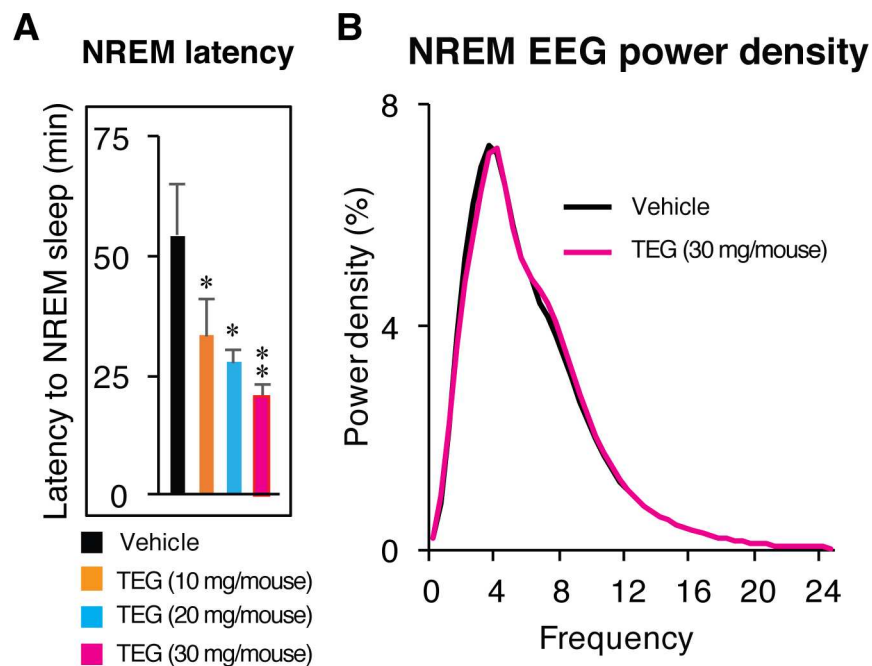 A
NREM latency
Latency to NREM sleep (min)
75
50
25
0
*
*
*
*
Vehicle
TEG (10 mg/mouse)
TEG (20 mg/mouse)
TEG (30 mg/mouse)
B
NREM EEG power density
Power density (%)
8
4
0
Vehicle
TEG (30 mg/mouse)
0 4 8 12 16 20 24
Frequency